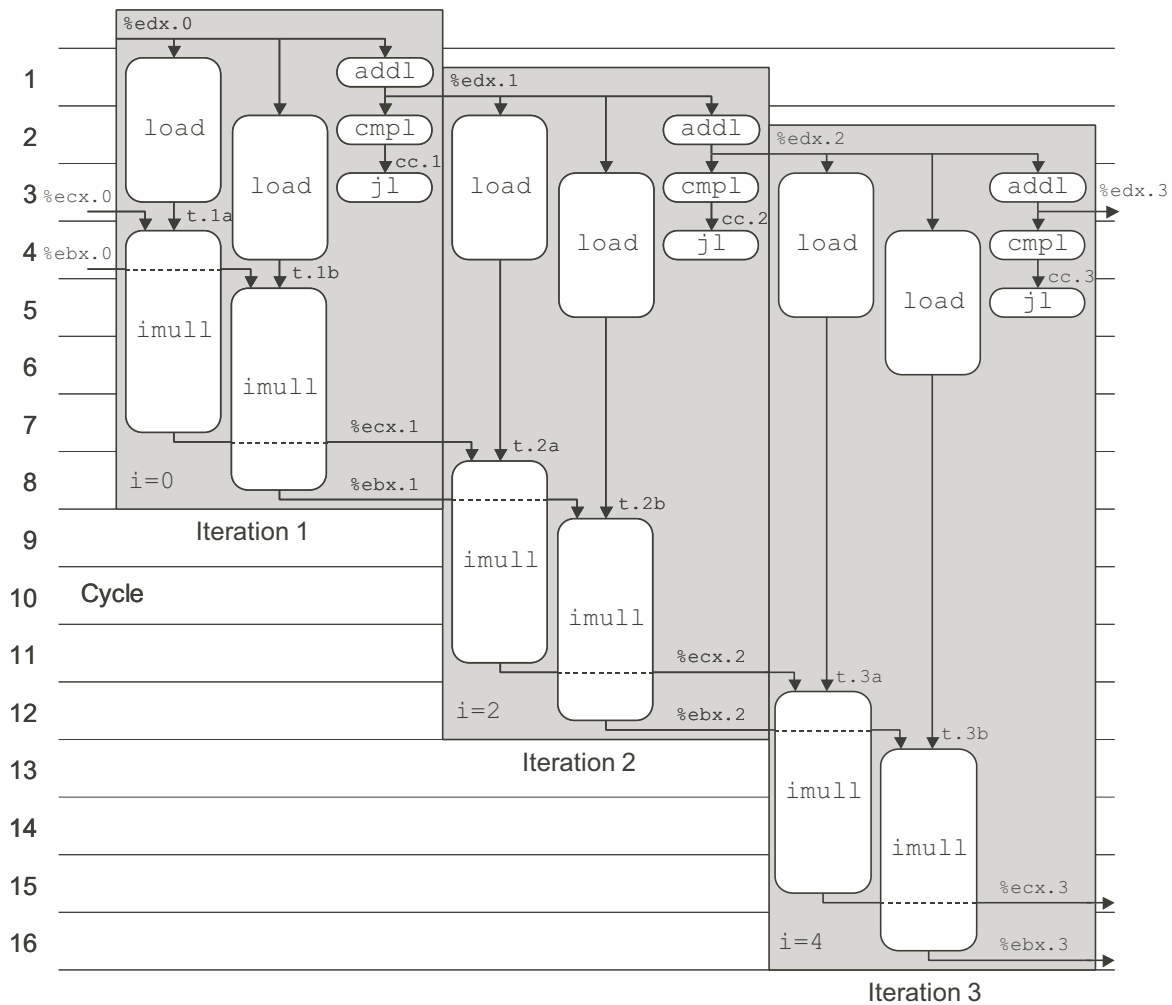 %edx.0
1
addl
%edx.1
load
2
load
cmpl
load
addl
%edx.2
cc.1
3
%ecx.0
jl
load
cmpl
load
addl
%edx.3
t.1a
cc.2
4
%ebx.0
imull
t.1b
jl
load
cmpl
cc.3
5
imull
jl
6
7
%ecx.1
t.2a
8
i=0
%ebx.1
imull
t.2b
Iteration 1
9
imull
10
Cycle
11
%ecx.2
t.3a
12
i=2
%ebx.2
imull
t.3b
Iteration 2
13
imull
14
15
%ecx.3
16
i=4
%ebx.3
Iteration 3